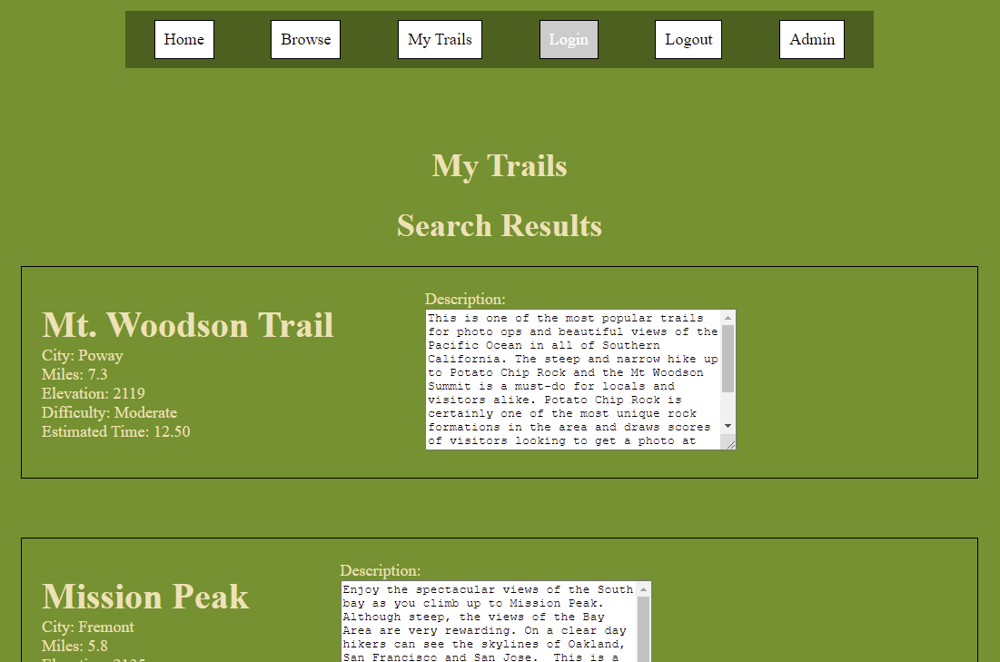 Home Browse My Trails Login Logout Admin
My Trails
Search Results
Mt. Woodson Trail
City: Poway
Miles: 7.3
Elevation: 2119
Difficulty: Moderate
Estimated Time: 12.50
Description:
This is one of the most popular trails
for photo ops and beautiful views of the
Pacific Ocean in all of Southern
California. The steep and narrow hike up
to Potato Chip Rock and the Mt Woodson
Summit is a must-do for locals and
visitors alike. Potato Chip Rock is
certainly one of the most unique rock
formations in the area and draws scores
of visitors looking to get a photo at
Mission Peak
City: Fremont
Miles: 5.8
Description:
Enjoy the spectacular views of the South
bay as you climb up to Mission Peak.
Although steep, the views of the Bay
Area are very rewarding. On a clear day
hikers can see the skylines of Oakland,
San Francisco and San Jose.  This is a